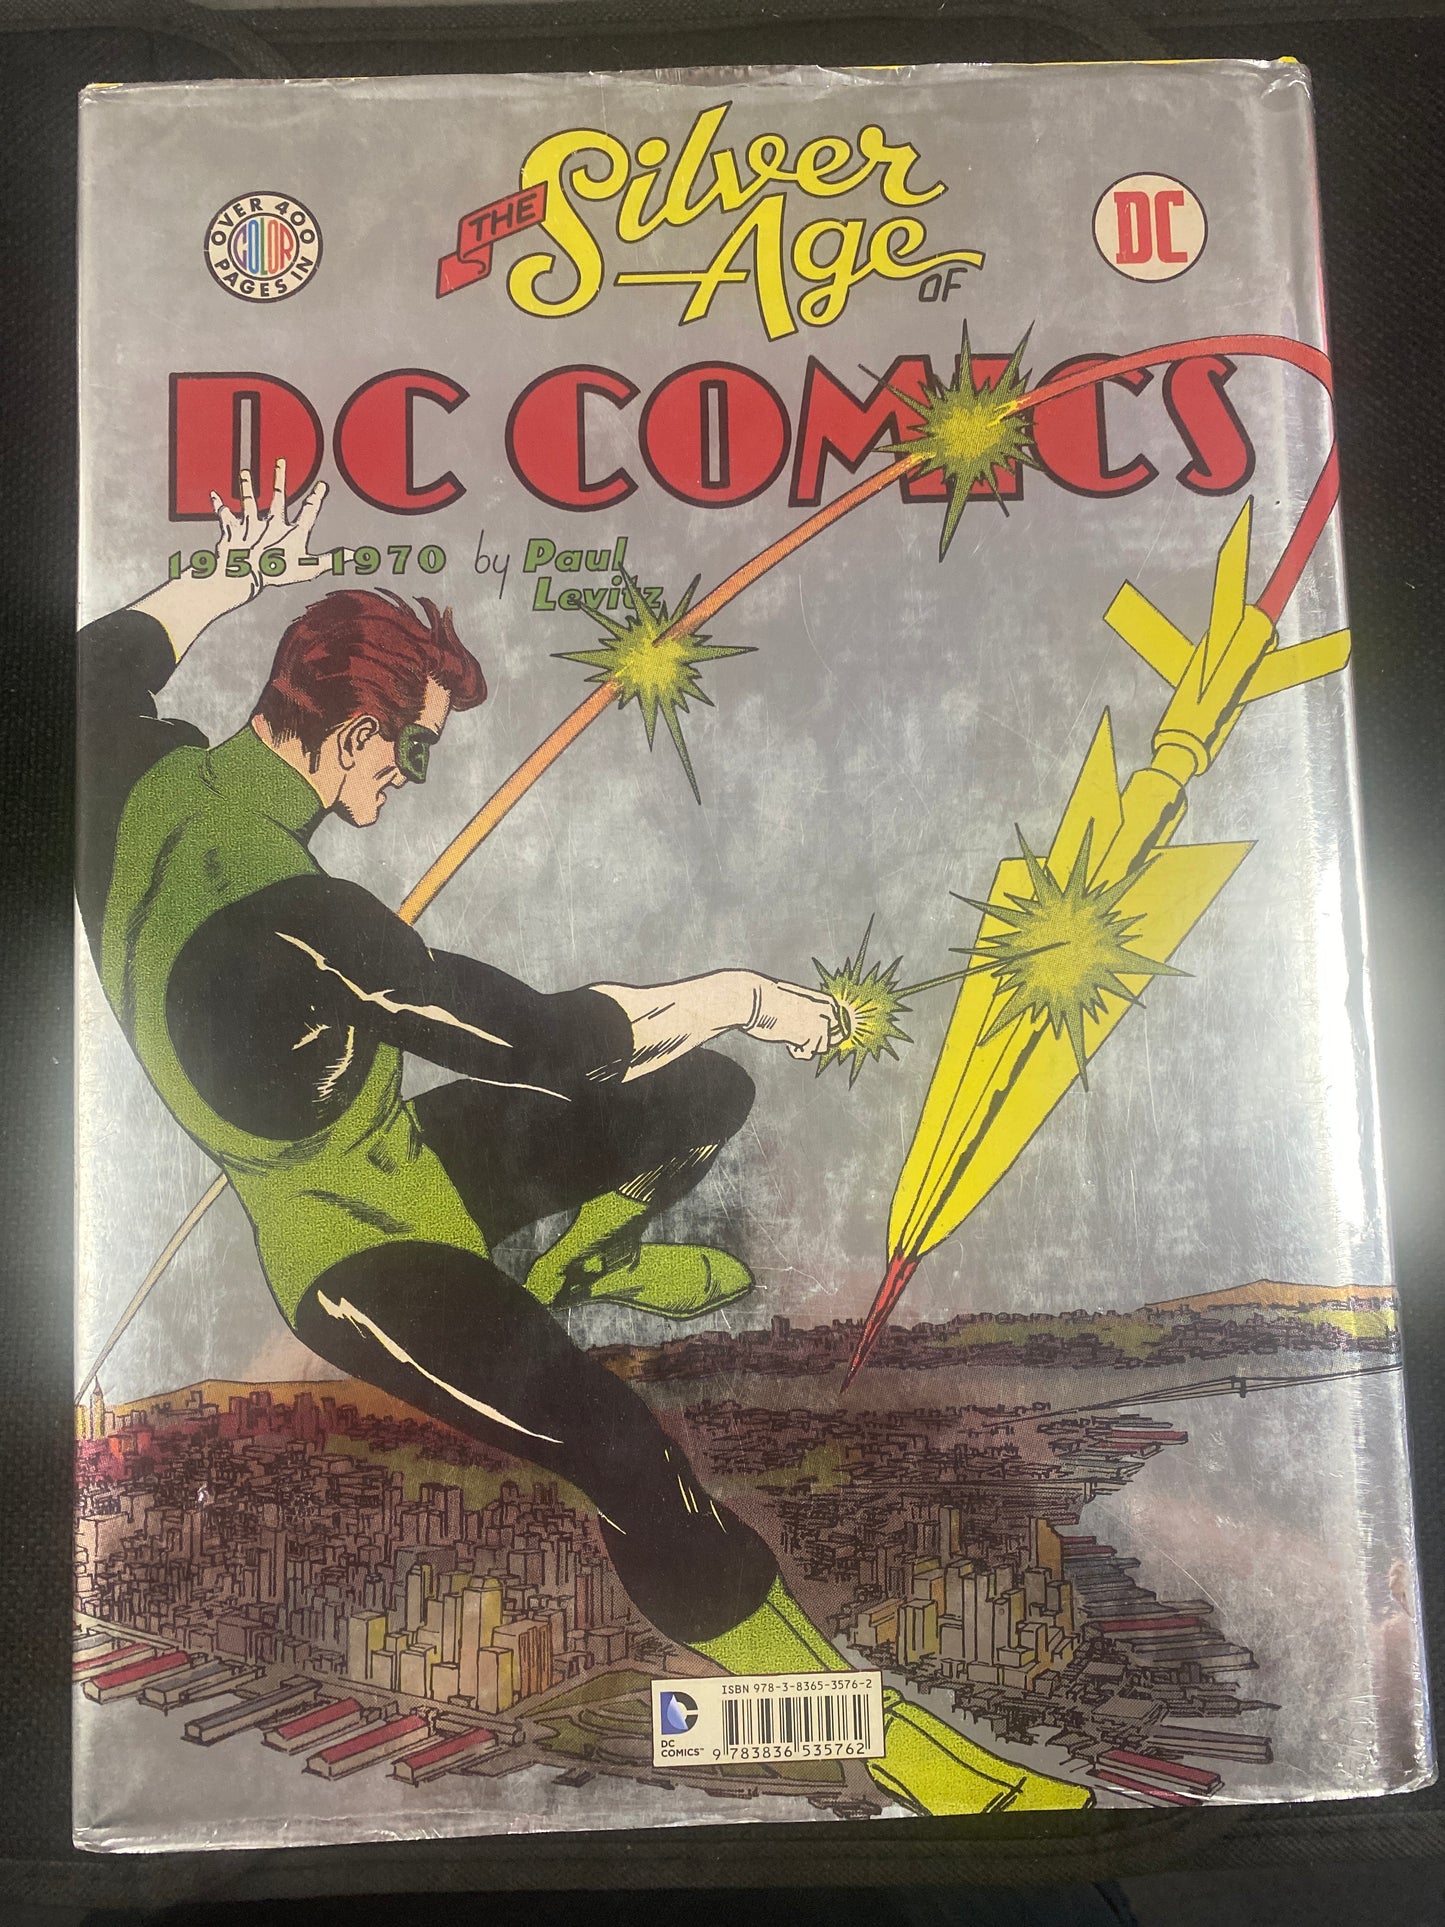 THE Silver
Age OF
OVER 400
COLOR
PAGES IN
DC
DC COMICS
1956-1970 by Paul
Levitz
ISBN 978-3-8365-3576-2
DC
COMICS™
9 783836 535762